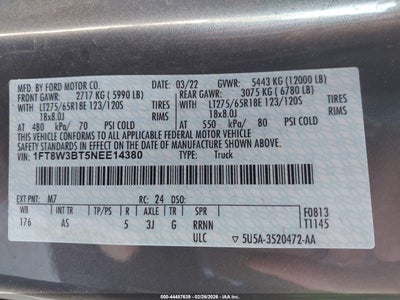 MFD. BY FORD MOTOR CO. 03/22 GVWR: 5443 KG (12000 LB)
FRONT GAWR: 2717 KG ( 5990 LB) REAR GAWR: 3075 KG ( 6780 LB)
WITH LT275/65R18E 123/120S TIRES WITH LT275/65R18E 123/120S TIRES
18x8.0J RIMS 18x8.0J RIMS
AT 480 kPa/ 70 PSI COLD AT 550 kPa/ 80 PSI COLD
THIS VEHICLE CONFORMS TO ALL APPLICABLE FEDERAL MOTOR VEHICLE
SAFETY STANDARDS IN EFFECT ON THE DATE OF MANUFACTURE SHOWN ABOVE.
VIN: 1FT8W3BT5NEE14380 TYPE: Truck
EXT PNT: M7 RC: 24 DSO: F0813
WB INT TR TP/PS R AXLE TR SPR T1145
176 AS 5 3J G RRNN
ULC 5U5A-3520472-AA
000-44487639 - 02/26/2026 - IAA Inc.